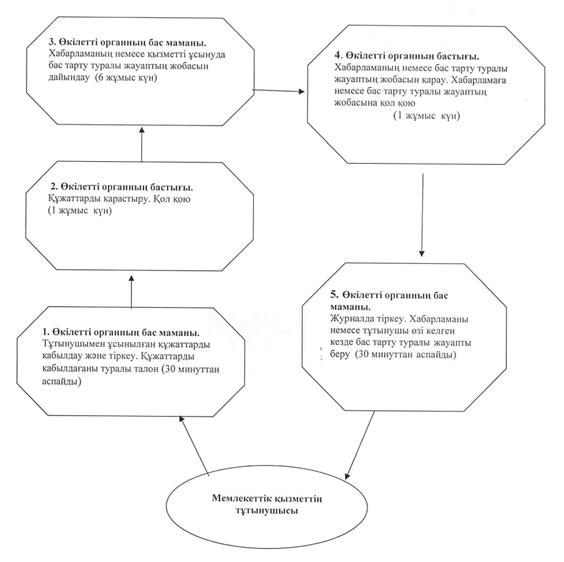 3. Өкілетті органның бас маманы.
Хабарламаның немесе қызметті ұсынуда
бас тарту туралы жауаптың жобасын
дайындау (6 жұмыс күн)
4. Өкілетті органның бастығы.
Хабарламаның немесе бас тарту туралы
жауаптың жобасын қарау. Хабарламаға
немесе бас тарту туралы жауаптың
жобасына қол қою
(1 жұмыс күн)
2. Өкілетті органның бастығы.
Құжаттарды қарастыру. Қол қою
(1 жұмыс күн)
1. Өкілетті органның бас маманы.
Тұтынушымен ұсынылған құжаттарды
қабылдау және тіркеу. Құжаттарды
қабылдағаны туралы талон (30 минуттан
аспайды)
5. Өкілетті органның бас
маманы.
Журналда тіркеу. Хабарламаны
немесе тұтынушы өзі келген
кезде бас тарту туралы жауапты
беру (30 минуттан аспайды)
Мемлекеттік қызметтің
тұтынушысы